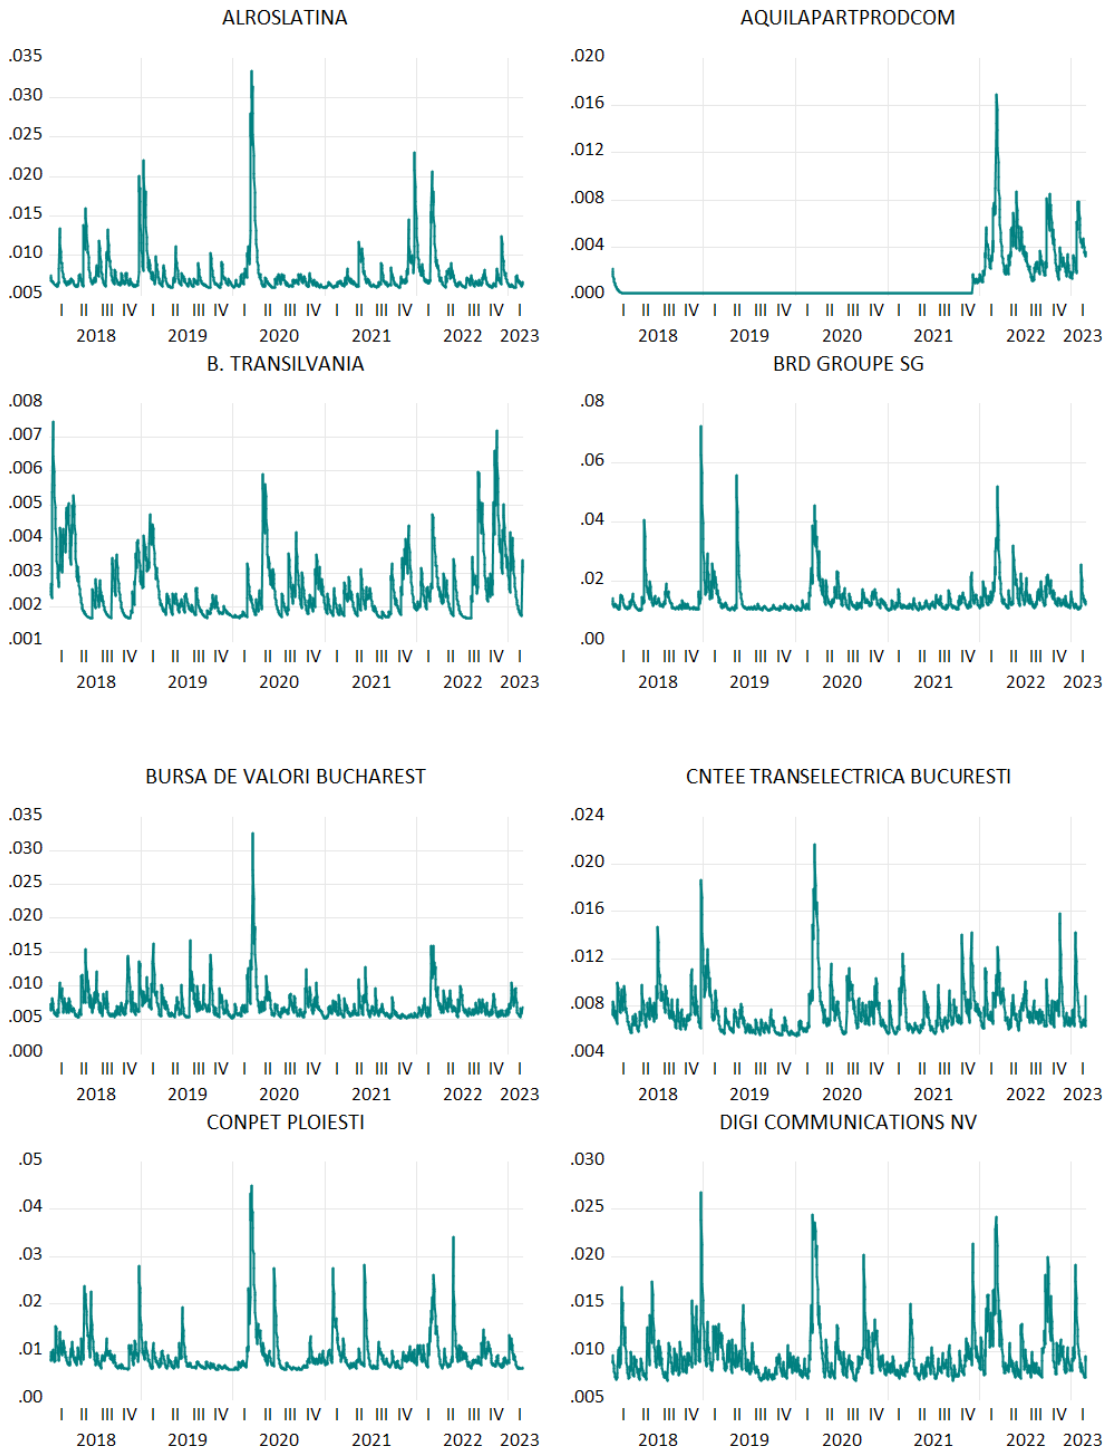 ALROSLATINA
.035
.030
.025
.020
.015
.010
.005
I II III IV I II III IV I II III IV I II III IV I II III IV I
2018 2019 2020 2021 2022 2023
AQUILAPARTPRODCOM
.020
.016
.012
.008
.004
.000
I II III IV I II III IV I II III IV I II III IV I II III IV I
2018 2019 2020 2021 2022 2023
B. TRANSILVANIA
.008
.007
.006
.005
.004
.003
.002
.001
I II III IV I II III IV I II III IV I II III IV I II III IV I
2018 2019 2020 2021 2022 2023
BRD GROUPE SG
.08
.06
.04
.02
.00
I II III IV I II III IV I II III IV I II III IV I II III IV I
2018 2019 2020 2021 2022 2023
BURSA DE VALORI BUCHAREST
.035
.030
.025
.020
.015
.010
.005
.000
I II III IV I II III IV I II III IV I II III IV I II III IV I
2018 2019 2020 2021 2022 2023
CNTEE TRANSELECTRICA BUCURESTI
.024
.020
.016
.012
.008
.004
I II III IV I II III IV I II III IV I II III IV I II III IV I
2018 2019 2020 2021 2022 2023
CONPET PLOIESTI
.05
.04
.03
.02
.01
.00
I II III IV I II III IV I II III IV I II III IV I II III IV I
2018 2019 2020 2021 2022 2023
DIGI COMMUNICATIONS NV
.030
.025
.020
.015
.010
.005
I II III IV I II III IV I II III IV I II III IV I II III IV I
2018 2019 2020 2021 2022 2023